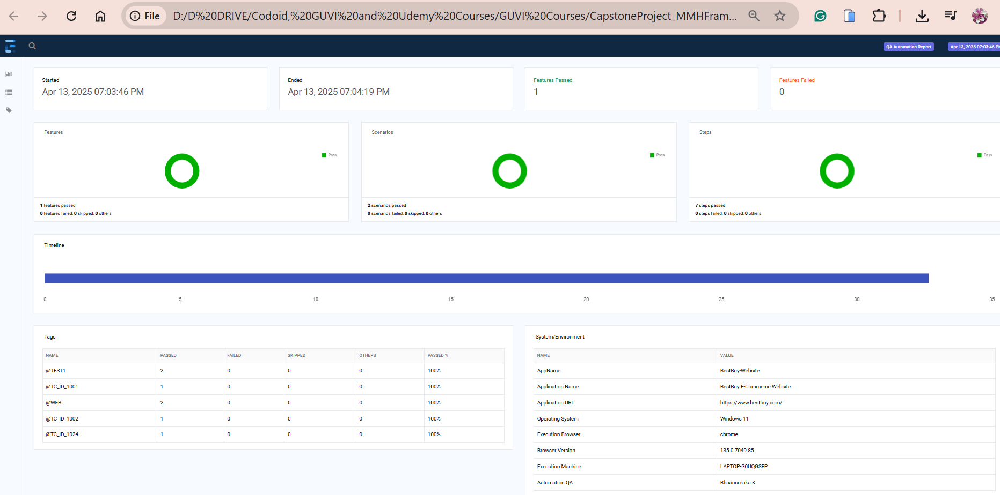 File D:/D%20DRIVE/Codoid,%20GUVI%20and%20Udemy%20Courses/GUVI%20Courses/CapstoneProject_MMHFram...
QA Automation Report Apr 13, 2025 07:03:46 PM
Started
Apr 13, 2025 07:03:46 PM
Ended
Apr 13, 2025 07:04:19 PM
Features Passed
1
Features Failed
0
Features
Pass
1 features passed
0 features failed, 0 skipped, 0 others
Scenarios
Pass
2 scenarios passed
0 scenarios failed, 0 skipped, 0 others
Steps
Pass
7 steps passed
0 steps failed, 0 skipped, 0 others
Timeline
0 5 10 15 20 25 30 35
Tags
NAME PASSED FAILED SKIPPED OTHERS PASSED %
@TEST1 2 0 0 0 100%
@TC_ID_1001 1 0 0 0 100%
@WEB 2 0 0 0 100%
@TC_ID_1002 1 0 0 0 100%
@TC_ID_1024 1 0 0 0 100%
System/Environment
NAME VALUE
AppName BestBuy-Website
Application Name BestBuy E-Commerce Website
Application URL https://www.bestbuy.com/
Operating System Windows 11
Execution Browser chrome
Browser Version 135.0.7049.85
Execution Machine LAPTOP-G0UQGSFP
Automation QA Bhaanureaka K